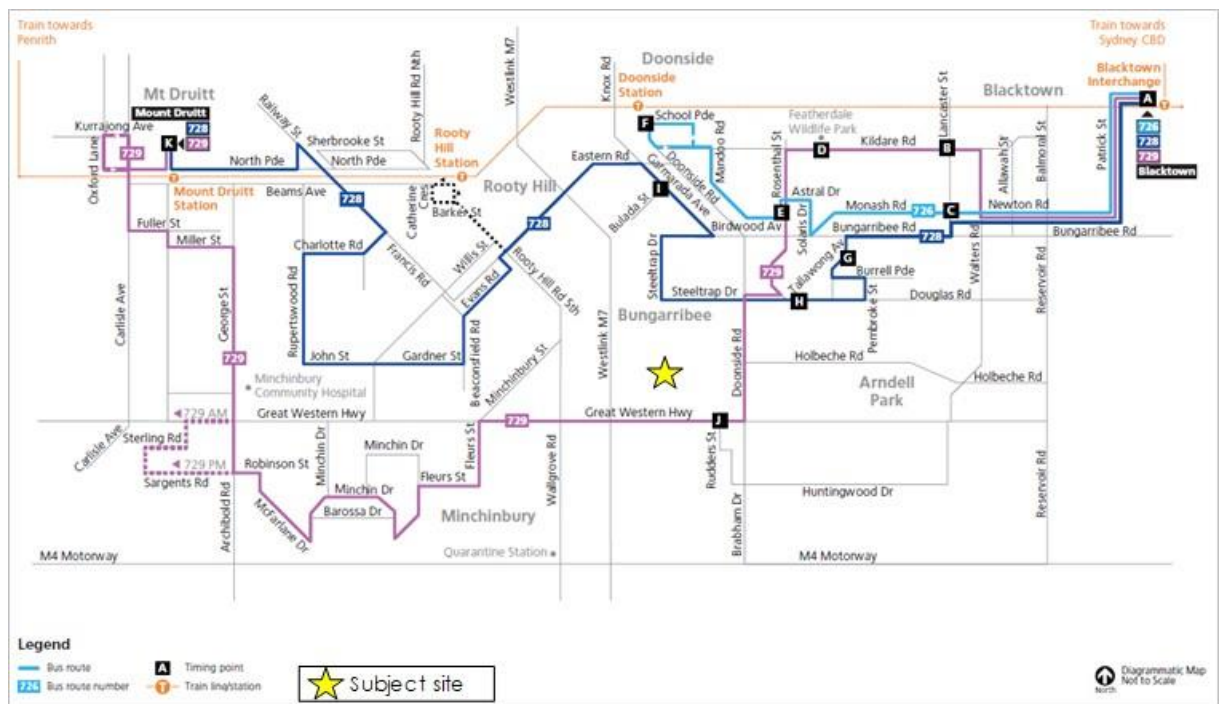 Train towards
Penrith
Train towards
Sydney CBD
Mt Druitt
Mount Druitt
K
728
729
Kurrajong Ave
Oxford Lane
729
Railway St
Sherbrooke St
Rooty Hill Rd Nth
North Pde
North Pde
Mount Druitt
Station
Beams Ave
Rooty
Hill
Station
Westlink M7
Rooty Hill
Knox Rd
Doonside
Doonside
Station
F
School Pde
Mandoo Rd
Doonside Rd
Garmarada Ave
Eastern Rd
I
Bulada St
Birdwood Av
Featherdale
Wildlife Park
D
Kildare Rd
B
Lancaster St
Rosenthal St
Blacktown
Blacktown
Interchange
A
726
728
729
Blacktown
Patrick St
Allawah St
Balmoral St
Astral Dr
E
Solaris Dr
Monash Rd
726
C
Newton Rd
Bungarribee Rd
728
Bungarribee Rd
Tallawong Av
G
Burrell Pde
Walters Rd
Reservoir Rd
729
Steeltrap Dr
Steeltrap Dr
H
Pembroke St
Douglas Rd
Bungarribee
Catherine
Cres
Barker St
728
728
Wills St
Evans Rd
Rooty Hill Rd Sth
Fuller St
Miller St
Charlotte Rd
Francis Rd
Rupertswood Rd
George St
Carlisle Ave
729
John St
Gardner St
Beaconsfield Rd
Minchinbury St
Westlink M7
Doonside Rd
Holbeche Rd
Holbeche Rd
Arndell
Park
Minchinbury
Community Hospital
729 AM
Great Western Hwy
729
Great Western Hwy
J
Carlisle Ave
Sterling Rd
729 PM
Sargents Rd
Robinson St
Minchin Dr
Minchin Dr
Minchin Dr
Barossa Dr
Fleurs St
Fleurs St
McFarlane Dr
Archibold Rd
Wallgrove Rd
Minchinbury
Rudders St
Huntingwood Dr
Brabham Dr
Reservoir Rd
Quarantine Station
M4 Motorway
M4 Motorway
Legend
Bus route
A Timing point
726 Bus route number
T Train line/station
Subject site
North
Diagrammatic Map
Not to Scale